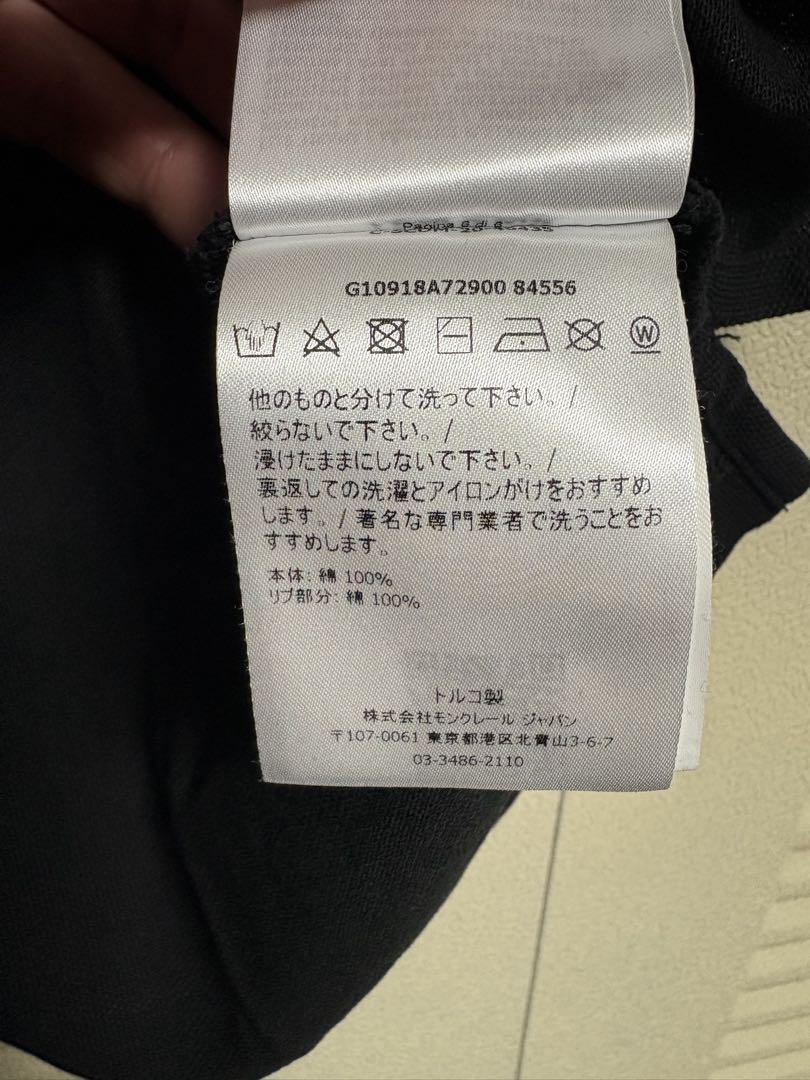 G10918A72900 84556
W
他のものと分けて洗って下さい。/
絞らないで下さい。/
浸けたままにしないで下さい。/
裏返しての洗濯とアイロンがけをおすすめ
します。/ 著名な専門業者で洗うことをお
すすめします。
本体: 綿 100%
リブ部分: 綿 100%
トルコ製
株式会社モンクレール ジャパン
〒107-0061 東京都港区北青山3-6-7
03-3486-2110